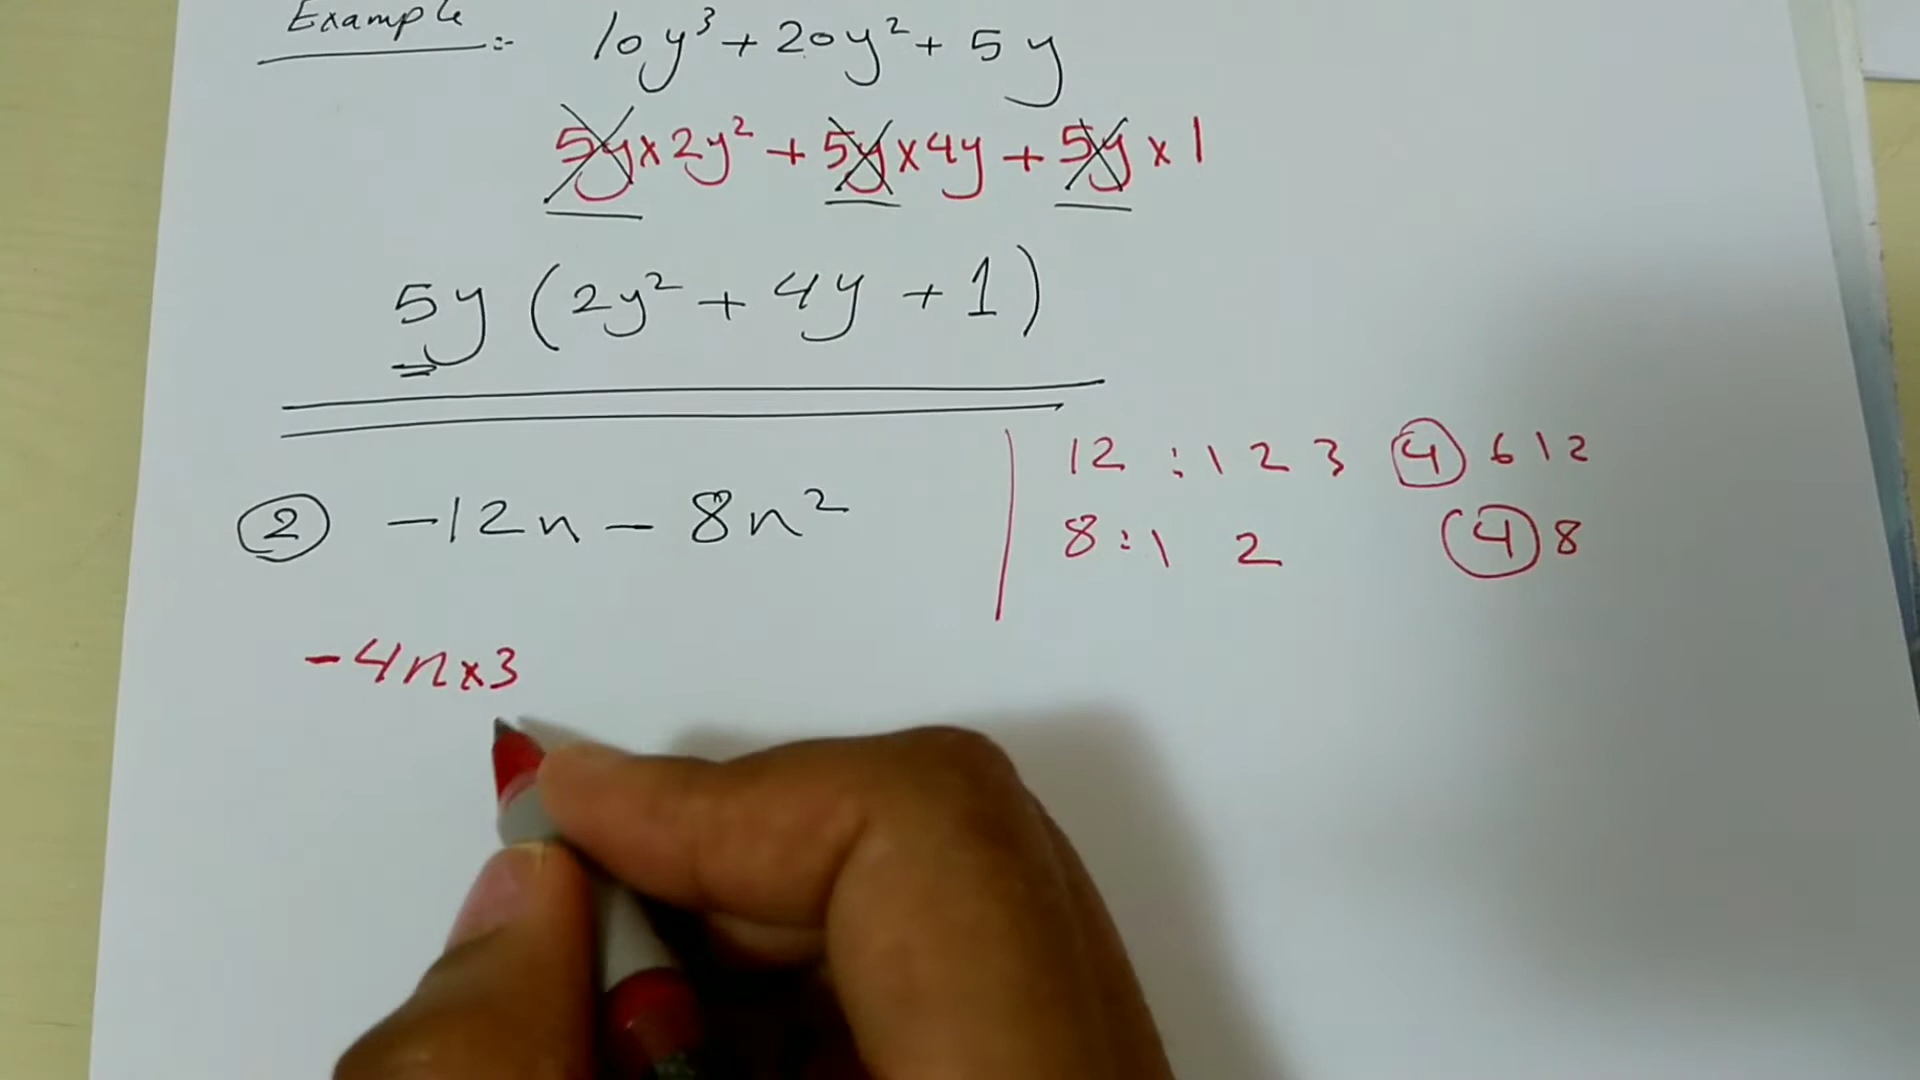 Example :- 10y³ + 20y² + 5y
5y × 2y² + 5y × 4y + 5y × 1
5y (2y² + 4y + 1)
② -12n - 8n²
12 : 1 2 3 4 6 12
8 : 1 2 4 8
-4n × 3